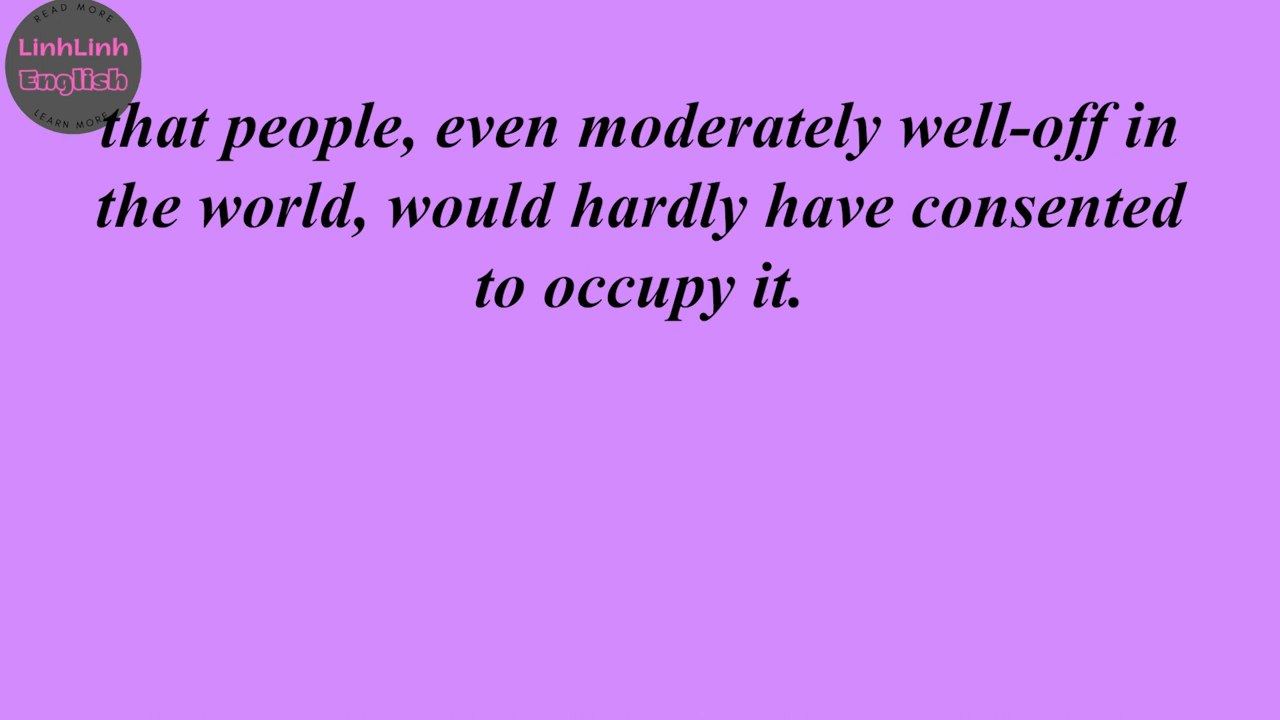 READ MORE
LinhLinh
English
LEARN MORE
that people, even moderately well-off in
the world, would hardly have consented
to occupy it.